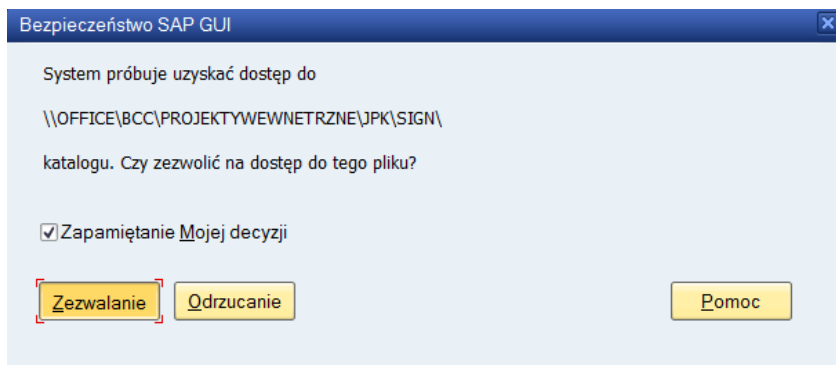 Bezpieczeństwo SAP GUI
System próbuje uzyskać dostęp do
\\OFFICE\BCC\PROJEKTYWEWNETRZNE\JPK\SIGN\
katalogu. Czy zezwolić na dostęp do tego pliku?
Zapamiętanie Mojej decyzji
Zezwalanie Odrzucanie Pomoc